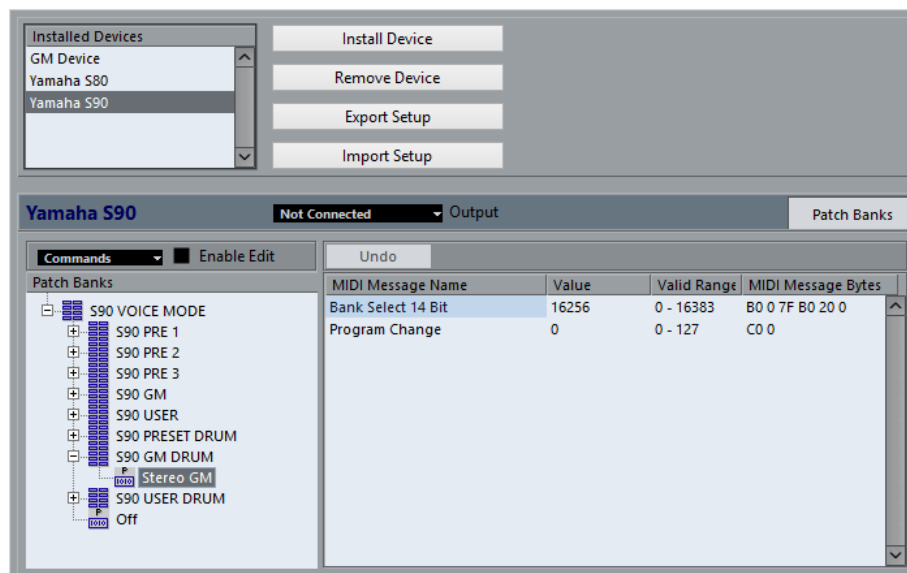 Installed Devices
GM Device
Yamaha S80
Yamaha S90
Install Device
Remove Device
Export Setup
Import Setup
Yamaha S90
Not Connected
Output
Patch Banks
Commands
Enable Edit
Undo
Patch Banks
S90 VOICE MODE
S90 PRE 1
S90 PRE 2
S90 PRE 3
S90 GM
S90 USER
S90 PRESET DRUM
S90 GM DRUM
Stereo GM
S90 USER DRUM
Off
MIDI Message Name Value Valid Range MIDI Message Bytes
Bank Select 14 Bit 16256 0 - 16383 B0 0 7F B0 20 0
Program Change 0 0 - 127 C0 0